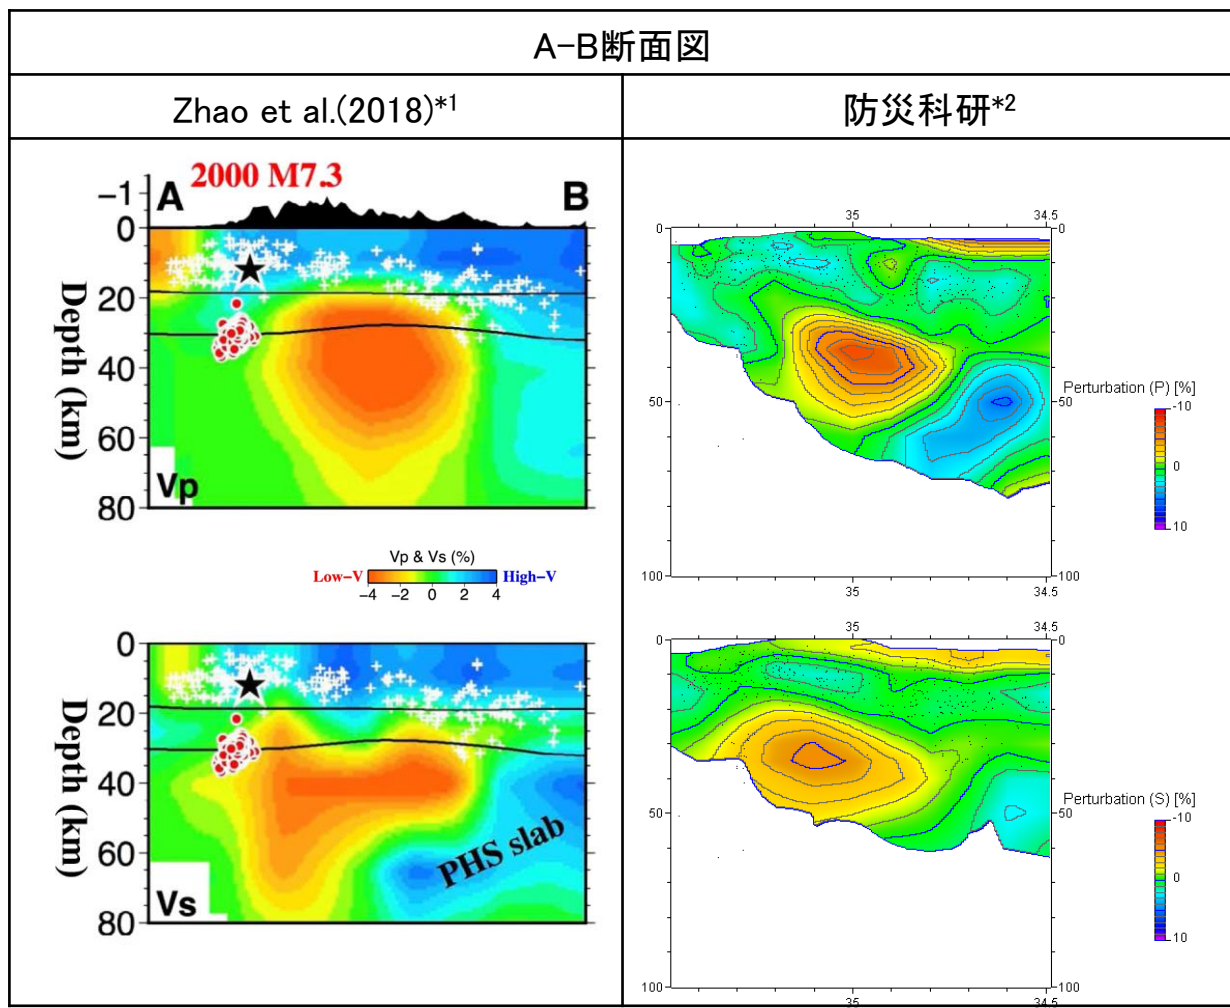 A-B断面図
Zhao et al.(2018)*1
防災科研*2
2000 M7.3
A
B
-1
0
0
20
40
60
80
Depth (km)
Vp
Vp & Vs (%)
Low-V
High-V
-4 -2 0 2 4
0
20
40
60
80
Depth (km)
PHS slab
Vs
35
34.5
0
50
100
0
50
100
35
34.5
Perturbation (P) [%]
-10
0
10
35
34.5
0
50
100
0
50
100
35
34.5
Perturbation (S) [%]
-10
0
10